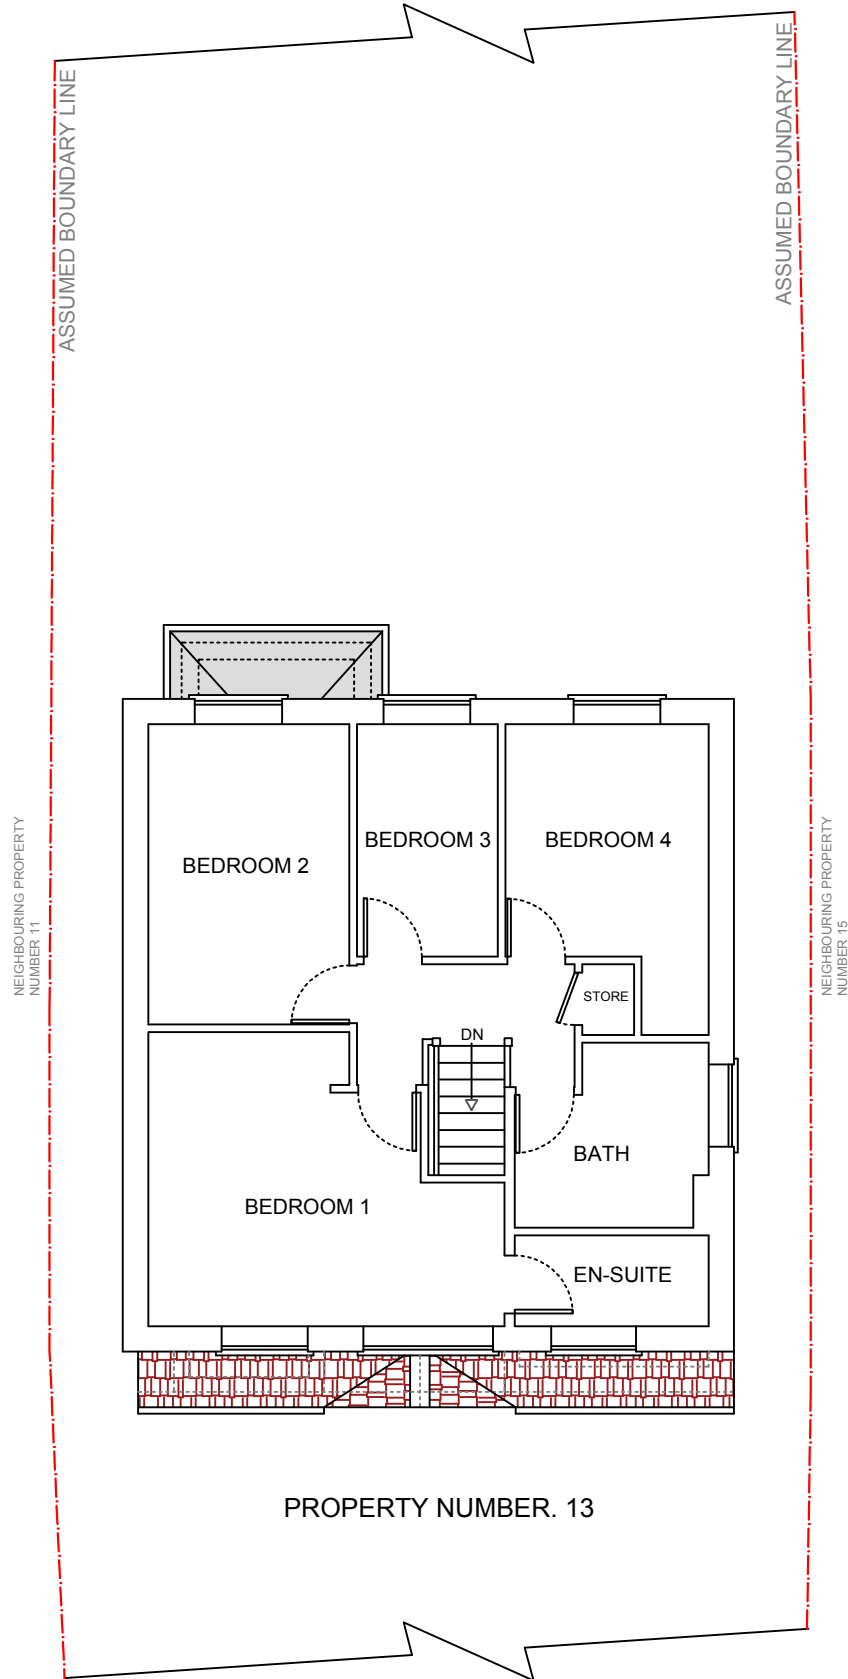 ASSUMED BOUNDARY LINE
ASSUMED BOUNDARY LINE
NEIGHBOURING PROPERTY
NUMBER 11
NEIGHBOURING PROPERTY
NUMBER 15
BEDROOM 2
BEDROOM 3
BEDROOM 4
STORE
DN
BATH
BEDROOM 1
EN-SUITE
PROPERTY NUMBER. 13